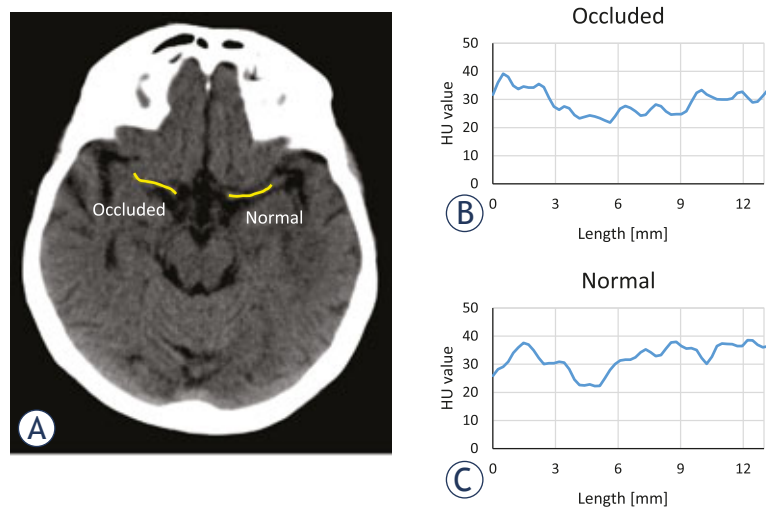 A
Occluded
Normal
Occluded
50
40
30
20
10
0
HU value
0 3 6 9 12
Length [mm]
B
Normal
50
40
30
20
10
0
HU value
0 3 6 9 12
Length [mm]
C